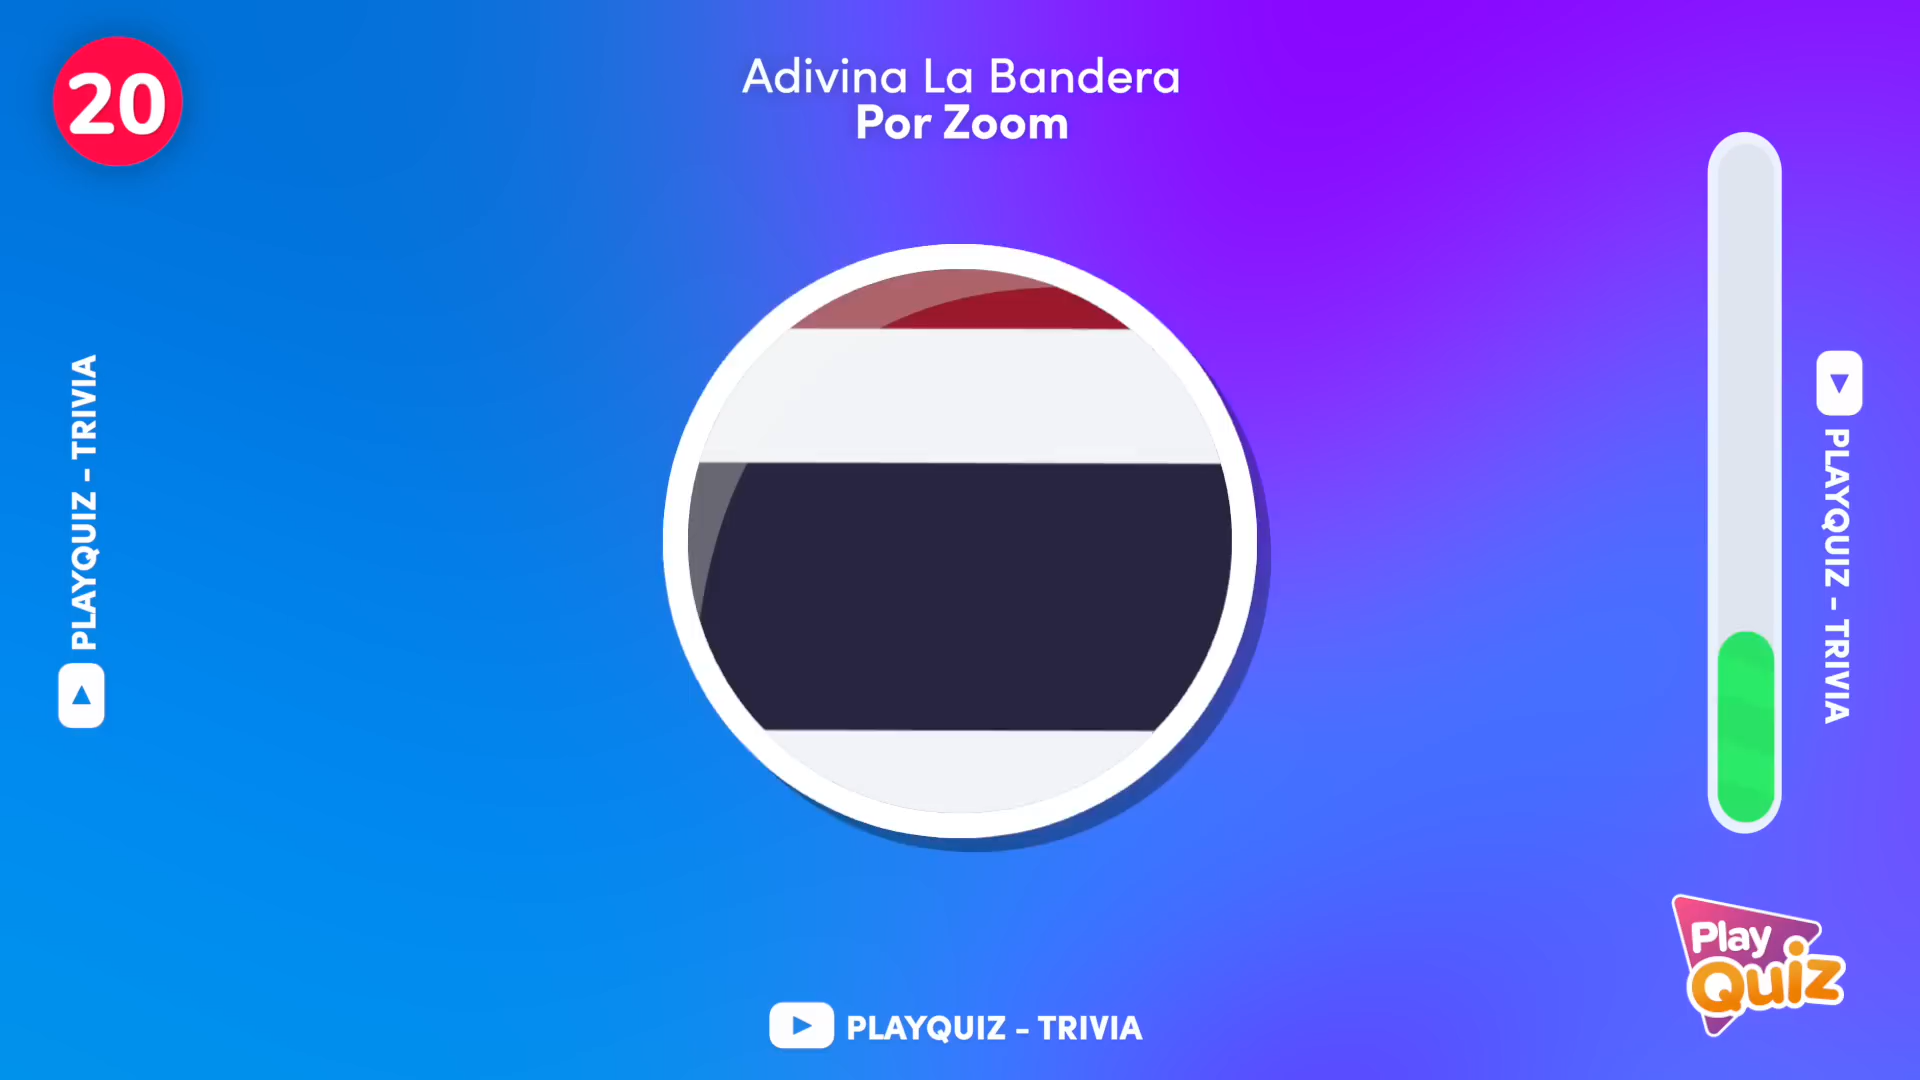 20
Adivina La Bandera
Por Zoom
PLAYQUIZ - TRIVIA
PLAYQUIZ - TRIVIA
Play
Quiz
PLAYQUIZ - TRIVIA